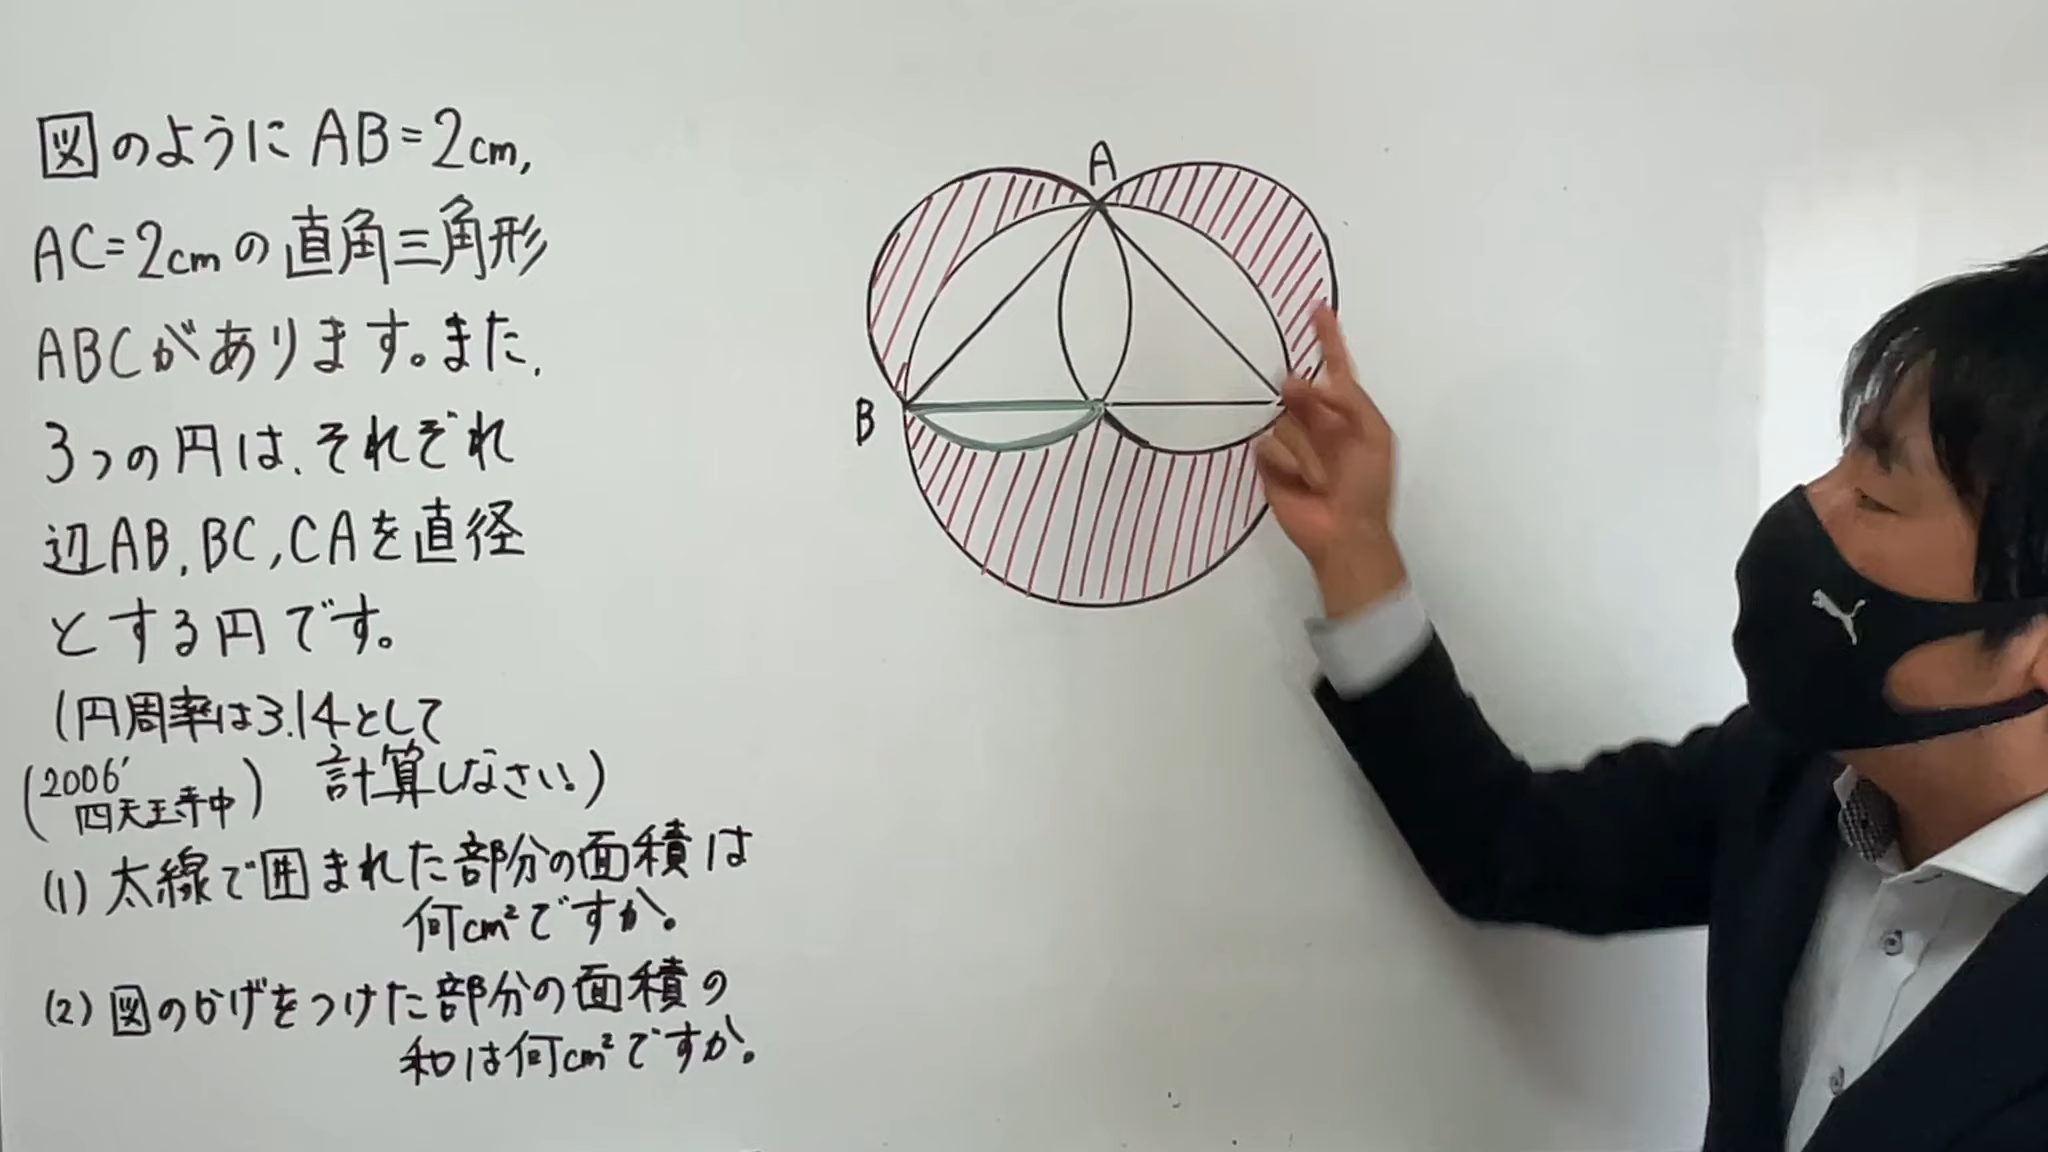 図のようにAB=2cm,
AC=2cmの直角三角形
ABCがあります。また、
3つの円は、それぞれ
辺AB,BC,CAを直径
とする円です。
(円周率は3.14として
計算しなさい。)
(2006'
四天王寺中)
(1) 太線で囲まれた部分の面積は
何cm²ですか。
(2) 図のかげをつけた部分の面積の
和は何cm²ですか。
A
B